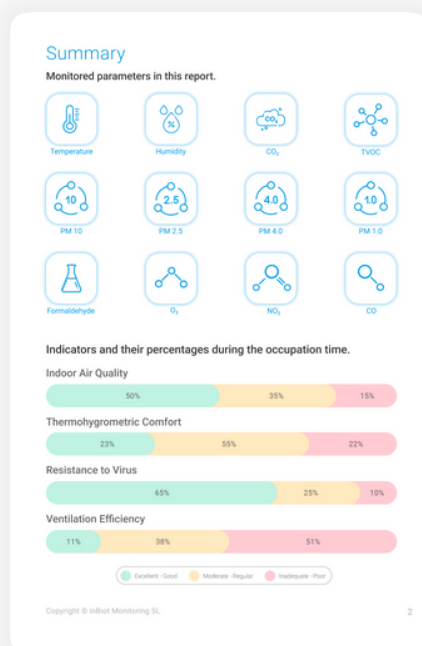 Summary
Monitored parameters in this report.
%
CO₂
Temperature
Humidity
CO₂
TVOC
10
2.5
4.0
1.0
PM 10
PM 2.5
PM 4.0
PM 1.0
Formaldehyde
O₃
NO₂
CO
Indicators and their percentages during the occupation time.
Indoor Air Quality
50% 35% 15%
Thermohygrometric Comfort
23% 55% 22%
Resistance to Virus
65% 25% 10%
Ventilation Efficiency
11% 38% 51%
Excellent - Good Moderate - Regular Inadequate - Poor
Copyright © inBiot Monitoring SL 2